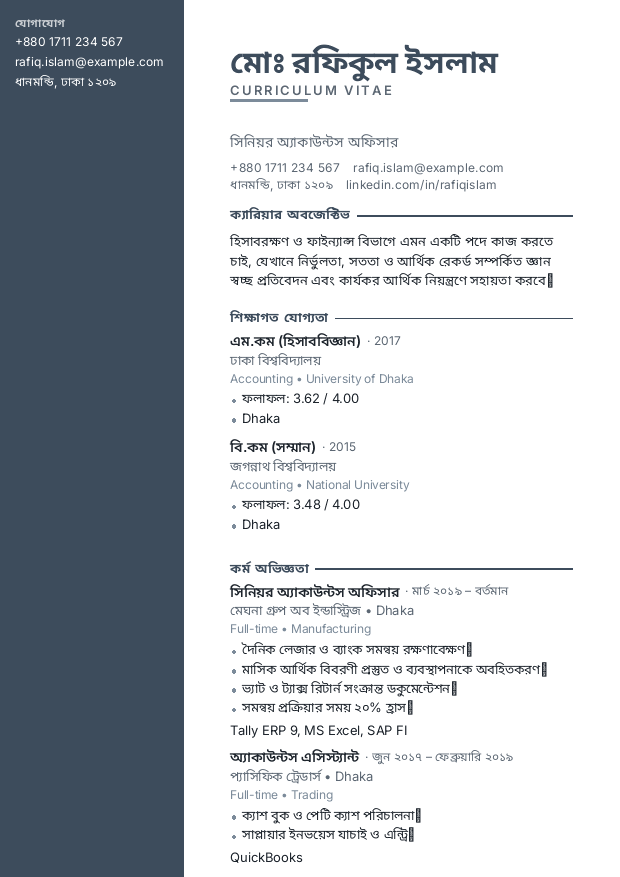 যোগাযোগ
+880 1711 234 567
rafiq.islam@example.com
ধানমন্ডি, ঢাকা ১২০৯
মোঃ রফিকুল ইসলাম
CURRICULUM VITAE
সিনিয়র অ্যাকাউন্টস অফিসার
+880 1711 234 567 rafiq.islam@example.com
ধানমন্ডি, ঢাকা ১২০৯ linkedin.com/in/rafiqislam
ক্যারিয়ার অবজেক্টিভ
হিসাবরক্ষণ ও ফাইন্যান্স বিভাগে এমন একটি পদে কাজ করতে
চাই, যেখানে নির্ভুলতা, সততা ও আর্থিক রেকর্ড সম্পর্কিত জ্ঞান
স্বচ্ছ প্রতিবেদন এবং কার্যকর আর্থিক নিয়ন্ত্রণে সহায়তা করবে
শিক্ষাগত যোগ্যতা
এম.কম (হিসাববিজ্ঞান) · 2017
ঢাকা বিশ্ববিদ্যালয়
Accounting • University of Dhaka
• ফলাফল: 3.62 / 4.00
• Dhaka
বি.কম (সম্মান) · 2015
জগন্নাথ বিশ্ববিদ্যালয়
Accounting • National University
• ফলাফল: 3.48 / 4.00
• Dhaka
কর্ম অভিজ্ঞতা
সিনিয়র অ্যাকাউন্টস অফিসার · মার্চ ২০১৯ – বর্তমান
মেঘনা গ্রুপ অব ইন্ডাস্ট্রিজ • Dhaka
Full-time • Manufacturing
• দৈনিক লেজার ও ব্যাংক সমন্বয় রক্ষণাবেক্ষণ
• মাসিক আর্থিক বিবরণী প্রস্তুত ও ব্যবস্থাপনাকে অবহিতকরণ
• ভ্যাট ও ট্যাক্স রিটার্ন সংক্রান্ত ডকুমেন্টেশন
• সমন্বয় প্রক্রিয়ার সময় ২০% হ্রাস
Tally ERP 9, MS Excel, SAP FI
অ্যাকাউন্টস এসিস্ট্যান্ট · জুন ২০১৭ – ফেব্রুয়ারি ২০১৯
প্যাসিফিক ট্রেডার্স • Dhaka
Full-time • Trading
• ক্যাশ বুক ও পেটি ক্যাশ পরিচালনা
• সাপ্লায়ার ইনভয়েস যাচাই ও এন্ট্রি
QuickBooks